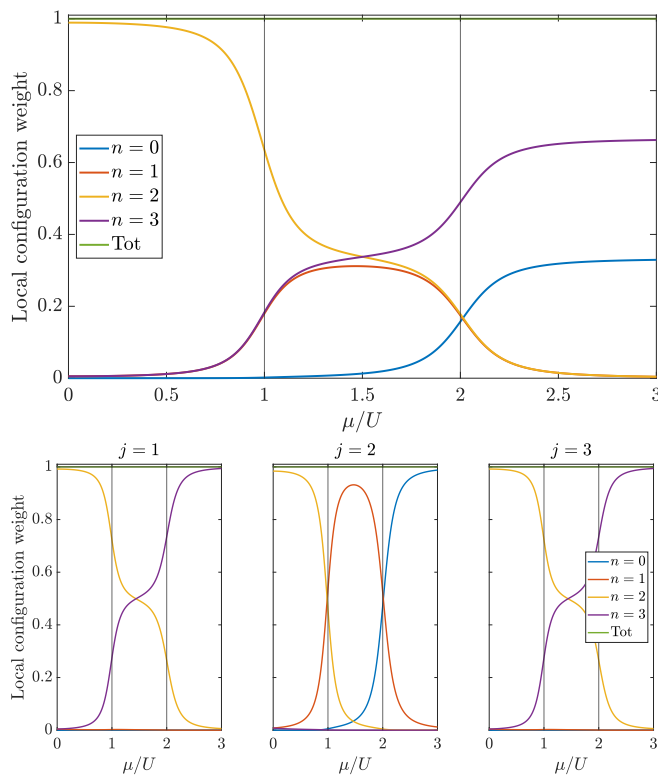 Local configuration weight
1
0.8
0.6
0.4
0.2
0
n = 0
n = 1
n = 2
n = 3
Tot
0 0.5 1 1.5 2 2.5 3
μ/U
j = 1 j = 2 j = 3
Local configuration weight
1
0.8
0.6
0.4
0.2
0
n = 0
n = 1
n = 2
n = 3
Tot
0 1 2 3 0 1 2 3 0 1 2 3
μ/U μ/U μ/U